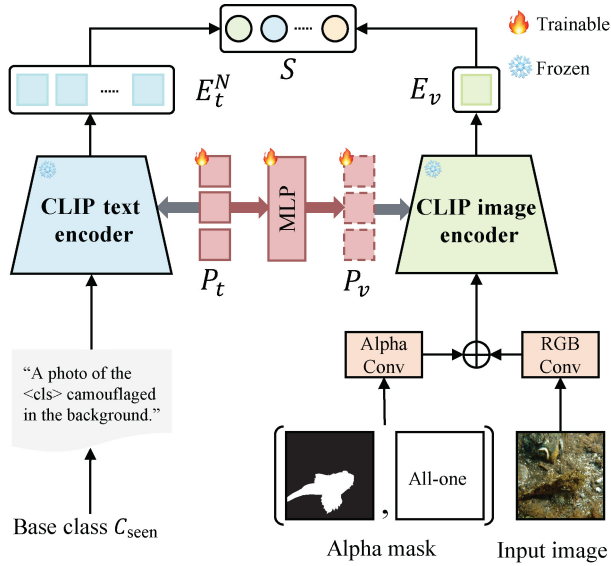 Trainable
Frozen
S
E_t^N
E_v
CLIP text
encoder
MLP
CLIP image
encoder
P_t
P_v
Alpha
Conv
RGB
Conv
“A photo of the
<cls> camouflaged
in the background.”
All-one
,
Base class C_seen
Alpha mask
Input image